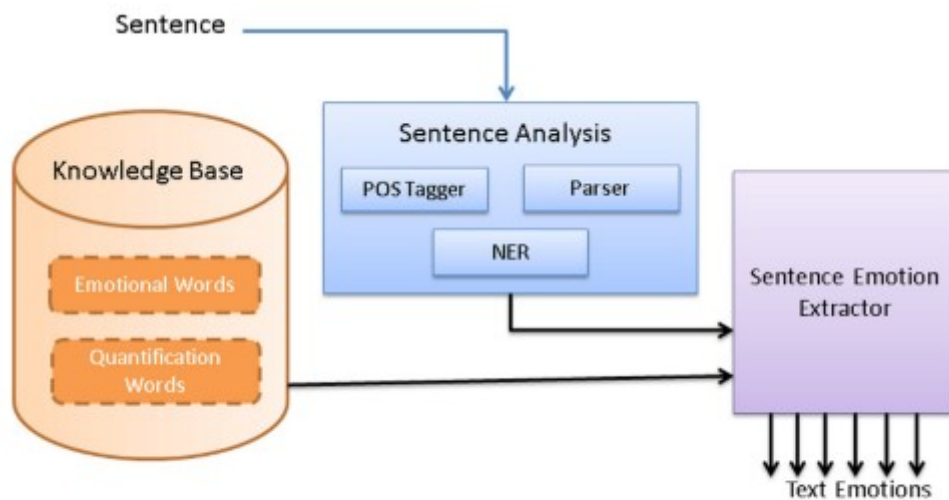 Sentence
Sentence Analysis
POS Tagger
Parser
NER
Knowledge Base
Emotional Words
Quantification
Words
Sentence Emotion
Extractor
Text Emotions